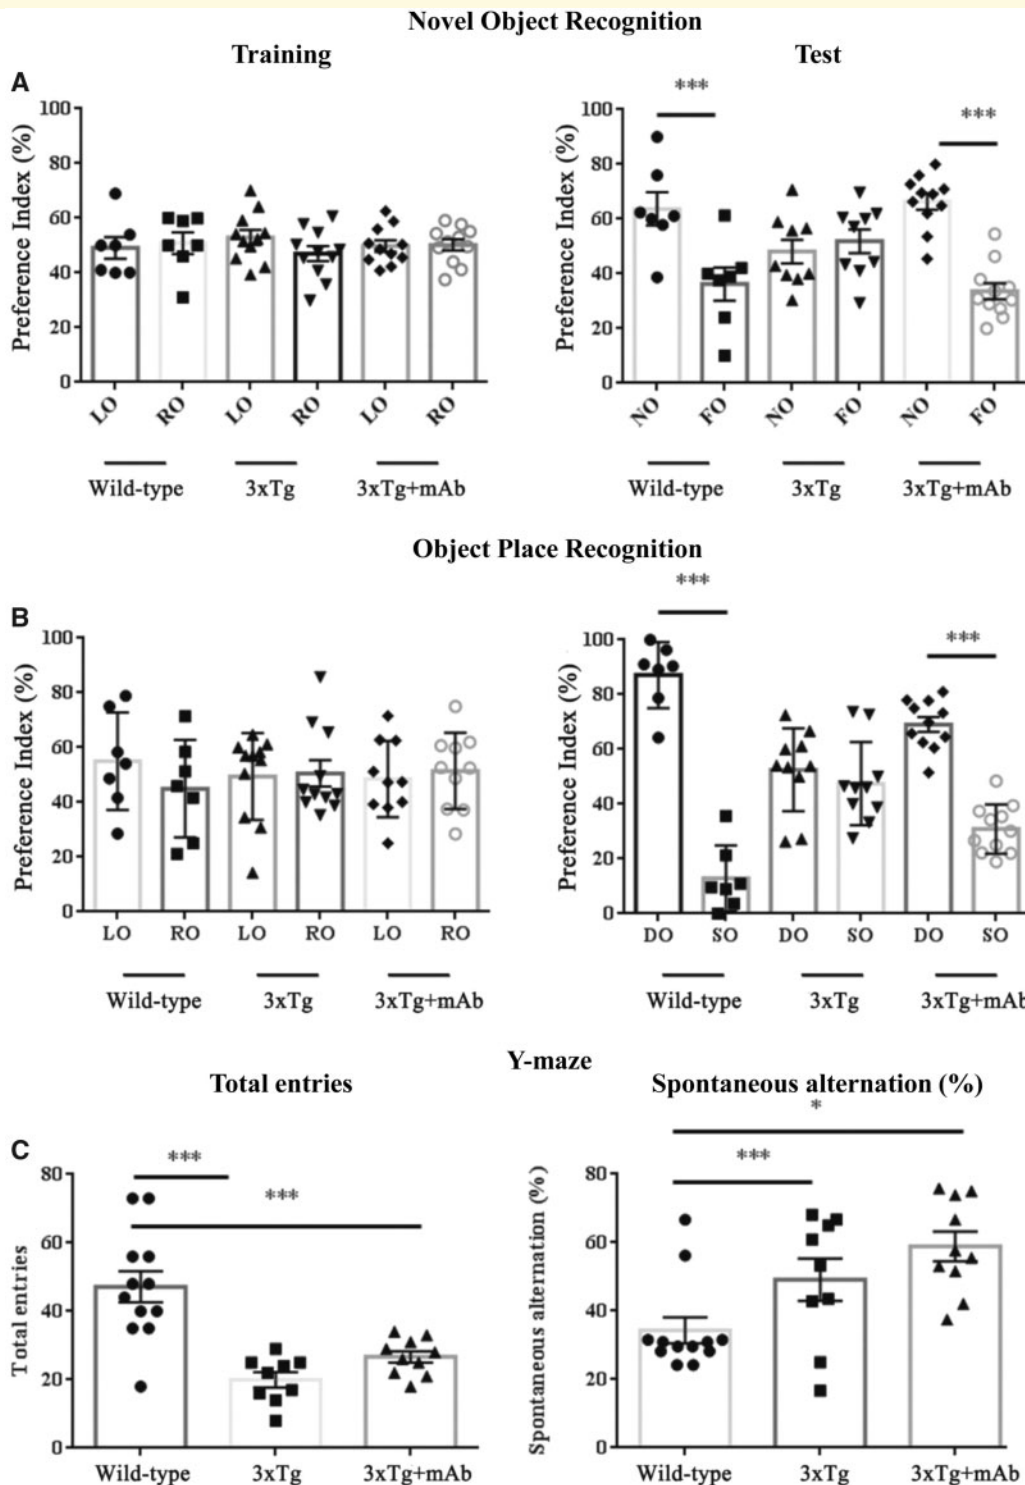 Novel Object Recognition
Training
Test
A
Preference Index (%)
100
80
60
40
20
0
LO RO LO RO LO RO
Wild-type 3xTg 3xTg+mAb
***
***
Preference Index (%)
100
80
60
40
20
0
NO FO NO FO NO FO
Wild-type 3xTg 3xTg+mAb
Object Place Recognition
B
Preference Index (%)
100
80
60
40
20
0
LO RO LO RO LO RO
Wild-type 3xTg 3xTg+mAb
***
***
Preference Index (%)
100
80
60
40
20
0
DO SO DO SO DO SO
Wild-type 3xTg 3xTg+mAb
Y-maze
Total entries
Spontaneous alternation (%)
C
***
***
Total entries
80
60
40
20
0
Wild-type 3xTg 3xTg+mAb
*
***
Spontaneous alternation (%)
80
60
40
20
0
Wild-type 3xTg 3xTg+mAb